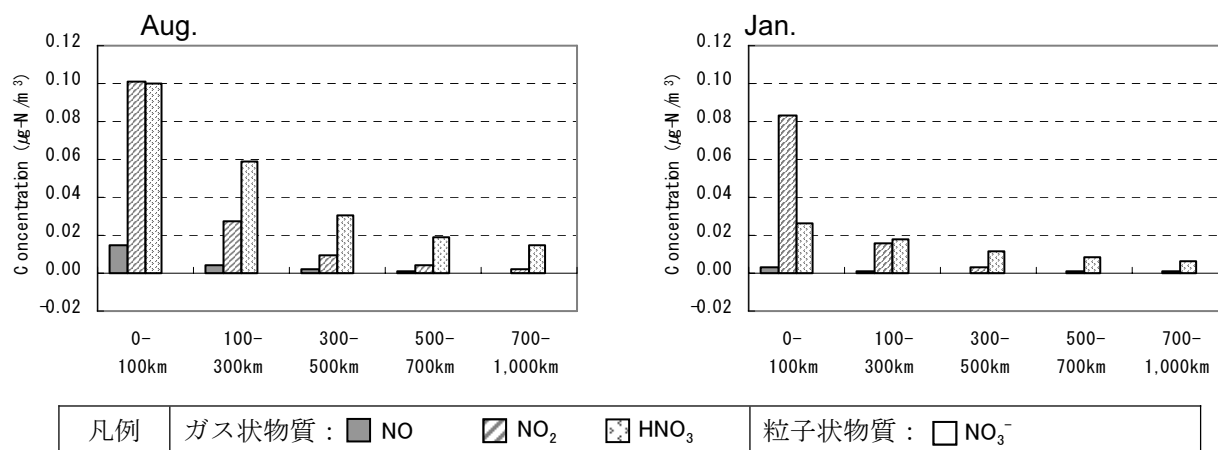 Aug.
0.12
0.10
0.08
0.06
0.04
0.02
0.00
-0.02
Concentration (μg-N/m³)
0-
100km
100-
300km
300-
500km
500-
700km
700-
1,000km
Jan.
0.12
0.10
0.08
0.06
0.04
0.02
0.00
-0.02
Concentration (μg-N/m³)
0-
100km
100-
300km
300-
500km
500-
700km
700-
1,000km
凡例 ガス状物質： NO NO₂ HNO₃ 粒子状物質： NO₃⁻